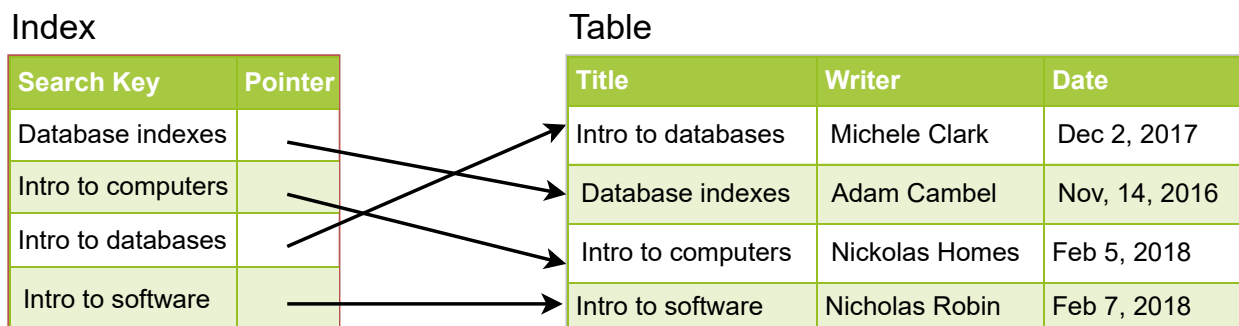 Index
Search Key Pointer
Database indexes
Intro to computers
Intro to databases
Intro to software
Table
Title Writer Date
Intro to databases Michele Clark Dec 2, 2017
Database indexes Adam Cambel Nov, 14, 2016
Intro to computers Nickolas Homes Feb 5, 2018
Intro to software Nicholas Robin Feb 7, 2018